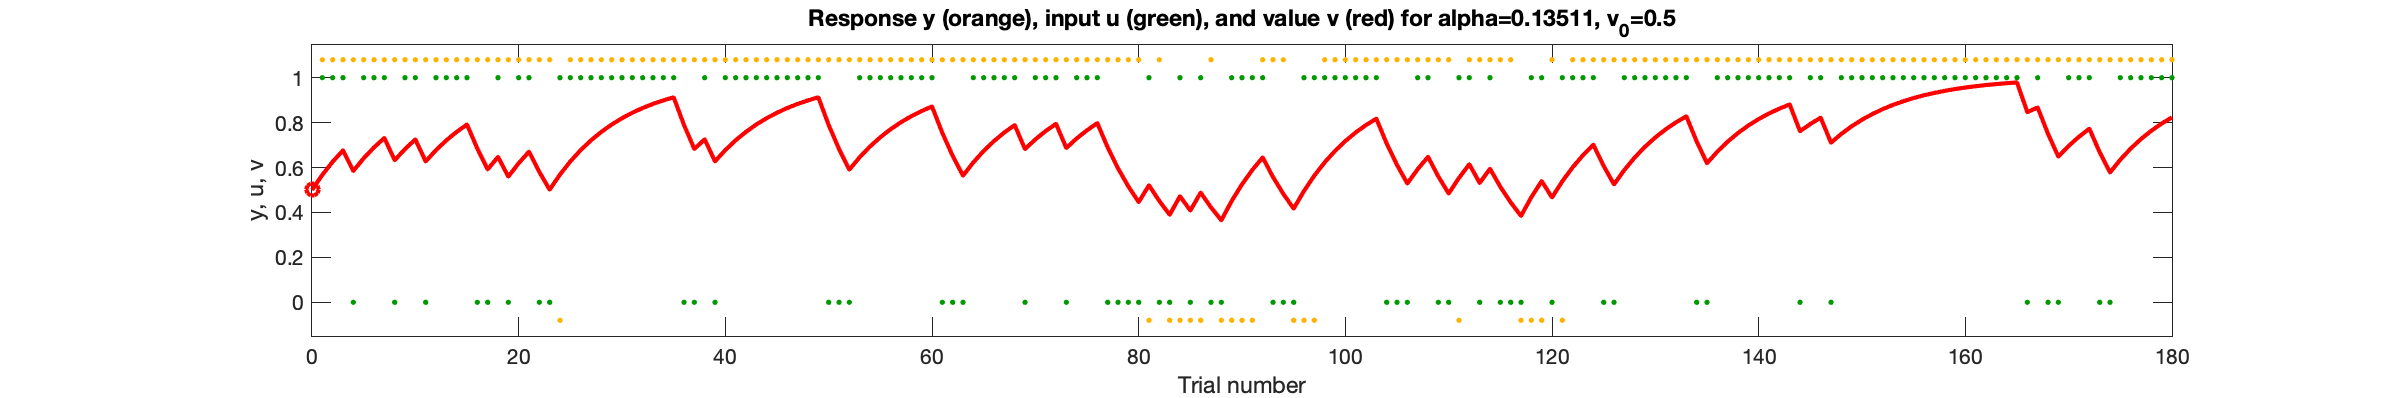 Response y (orange), input u (green), and value v (red) for alpha=0.13511, v_0=0.5
y, u, v
1
0.8
0.6
0.4
0.2
0
0 20 40 60 80 100 120 140 160 180
Trial number